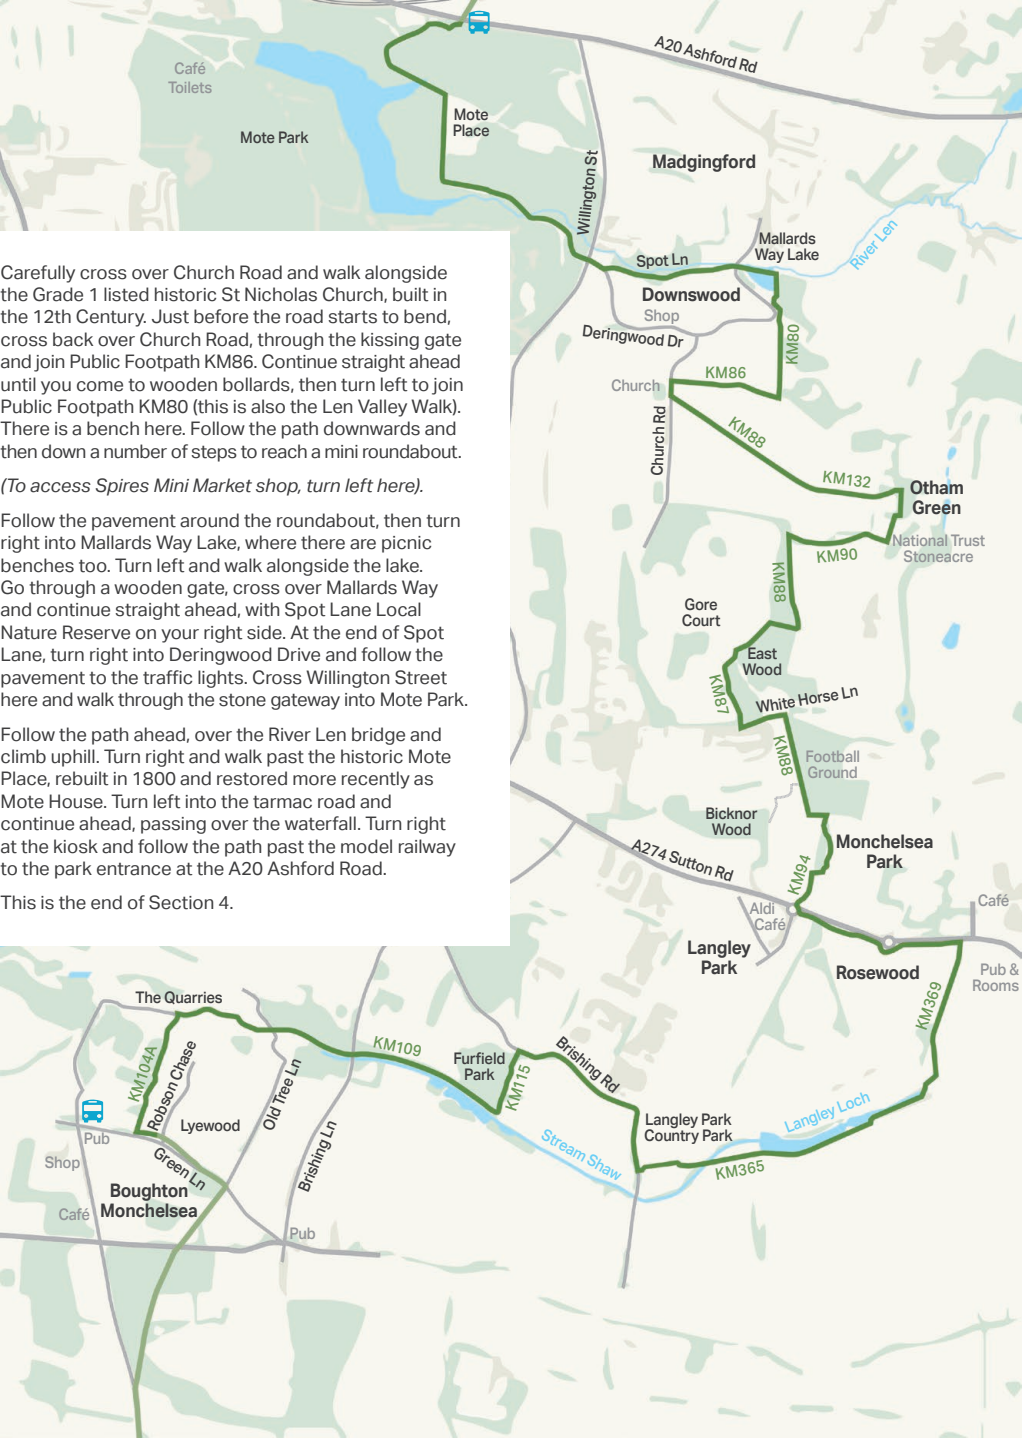 A20 Ashford Rd
Café
Toilets
Mote Park
Mote
Place
Willington St
Madgingford
River Len
Mallards
Way Lake
Spot Ln
Downswood
Shop
Deringwood Dr
KM80
KM86
Church
Church Rd
KM88
KM132
Otham
Green
National Trust
Stoneacre
KM90
KM88
Gore
Court
East
Wood
KM87
White Horse Ln
KM88
Football
Ground
Bicknor
Wood
Monchelsea
Park
A274 Sutton Rd
KM94
Aldi
Café
Café
Langley
Park
Rosewood
Pub &
Rooms
KM369
Carefully cross over Church Road and walk alongside
the Grade 1 listed historic St Nicholas Church, built in
the 12th Century. Just before the road starts to bend,
cross back over Church Road, through the kissing gate
and join Public Footpath KM86. Continue straight ahead
until you come to wooden bollards, then turn left to join
Public Footpath KM80 (this is also the Len Valley Walk).
There is a bench here. Follow the path downwards and
then down a number of steps to reach a mini roundabout.
(To access Spires Mini Market shop, turn left here).
Follow the pavement around the roundabout, then turn
right into Mallards Way Lake, where there are picnic
benches too. Turn left and walk alongside the lake.
Go through a wooden gate, cross over Mallards Way
and continue straight ahead, with Spot Lane Local
Nature Reserve on your right side. At the end of Spot
Lane, turn right into Deringwood Drive and follow the
pavement to the traffic lights. Cross Willington Street
here and walk through the stone gateway into Mote Park.
Follow the path ahead, over the River Len bridge and
climb uphill. Turn right and walk past the historic Mote
Place, rebuilt in 1800 and restored more recently as
Mote House. Turn left into the tarmac road and
continue ahead, passing over the waterfall. Turn right
at the kiosk and follow the path past the model railway
to the park entrance at the A20 Ashford Road.
This is the end of Section 4.
The Quarries
KM104A
Robson Chase
Lyewood
Old Tree Ln
KM109
Furfield
Park
KM115
Brishing Rd
Langley Park
Country Park
Langley Loch
KM365
Stream Shaw
Brishing Ln
Pub
Shop
Green Ln
Boughton
Monchelsea
Café
Pub